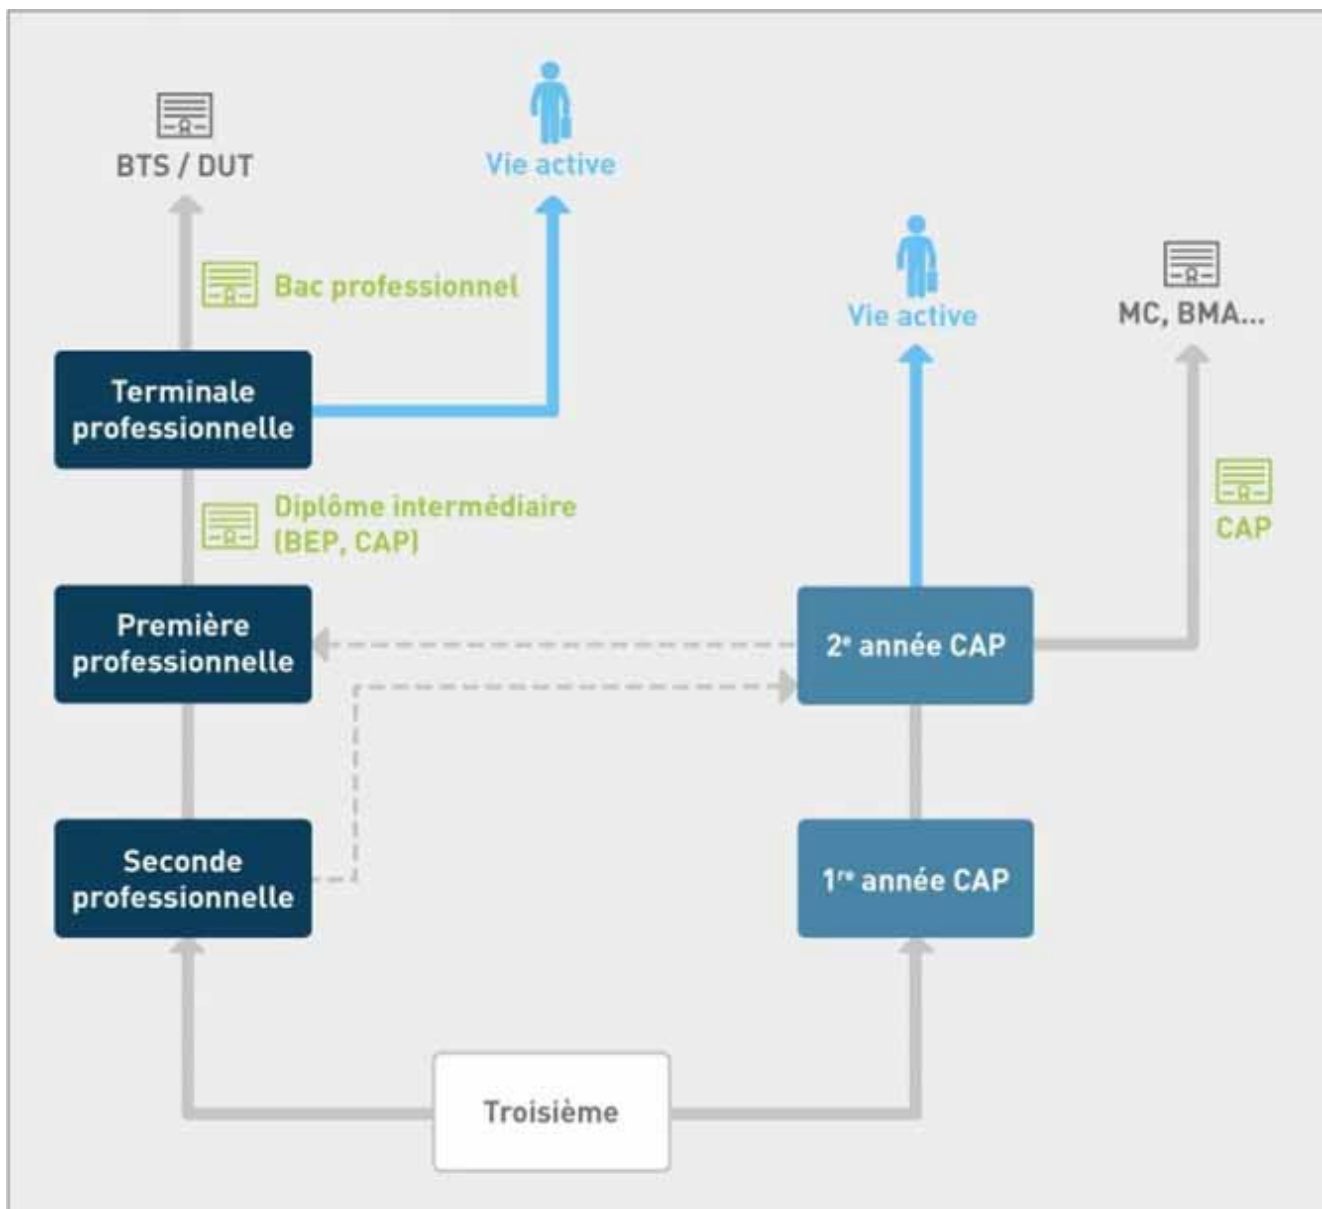 BTS / DUT
Vie active
Bac professionnel
Vie active
MC, BMA...
Terminale
professionnelle
Diplôme intermédiaire
(BEP, CAP)
CAP
Première
professionnelle
2e année CAP
Seconde
professionnelle
1re année CAP
Troisième